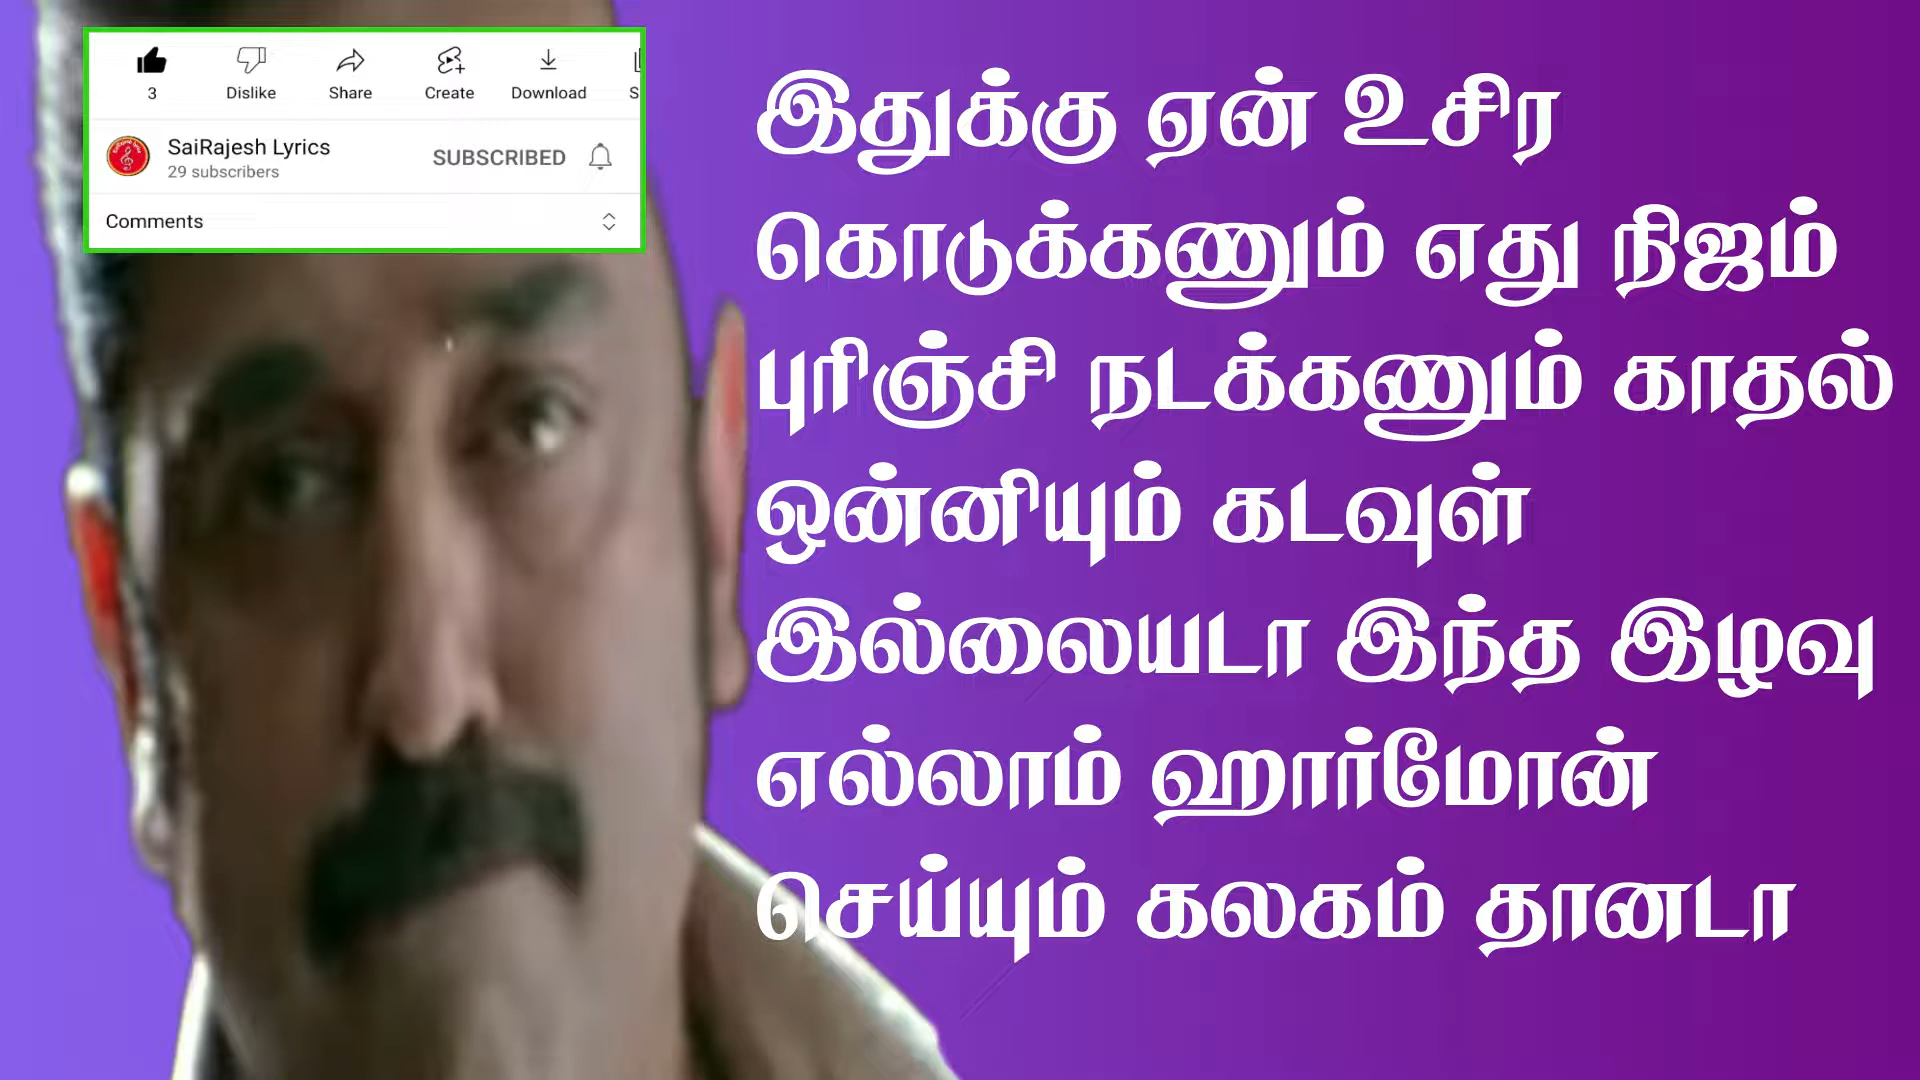 3
Dislike
Share
Create
Download
S
SaiRajesh Lyrics
29 subscribers
SUBSCRIBED
Comments
இதுக்கு ஏன் உசிர
கொடுக்கணும் எது நிஜம்
புரிஞ்சி நடக்கணும் காதல்
ஒன்னியும் கடவுள்
இல்லையடா இந்த இழவு
எல்லாம் ஹார்மோன்
செய்யும் கலகம் தானடா